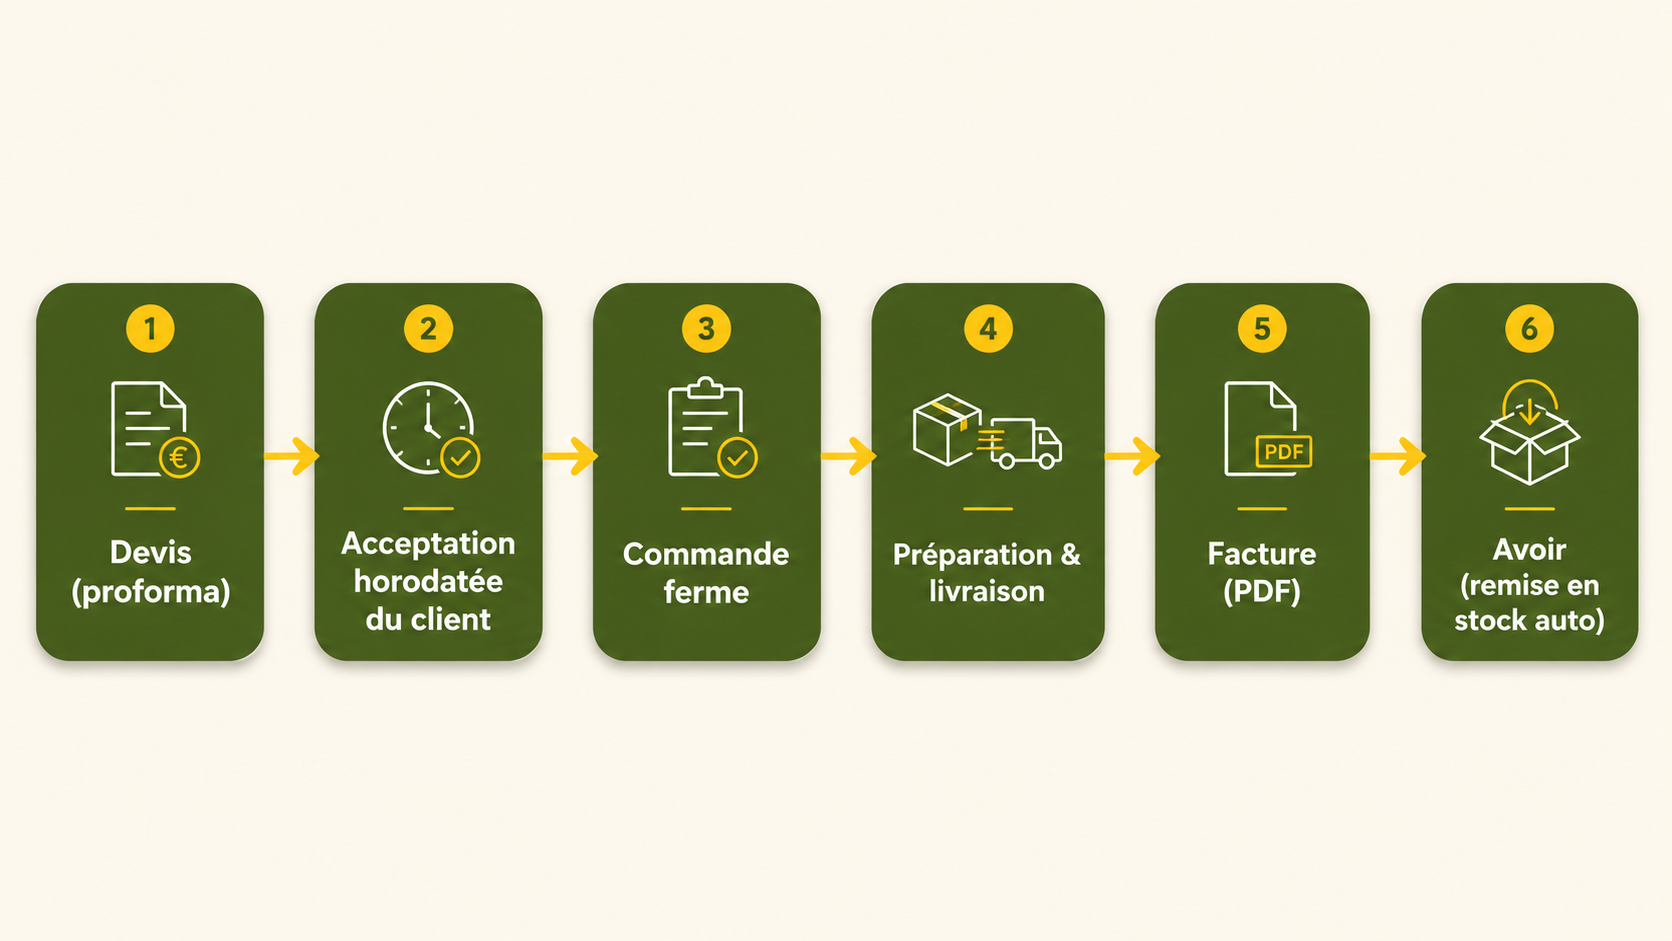 1
Devis
(proforma)
2
Acceptation
horodatée
du client
3
Commande
ferme
4
Préparation &
livraison
5
PDF
Facture
(PDF)
6
Avoir
(remise en
stock auto)